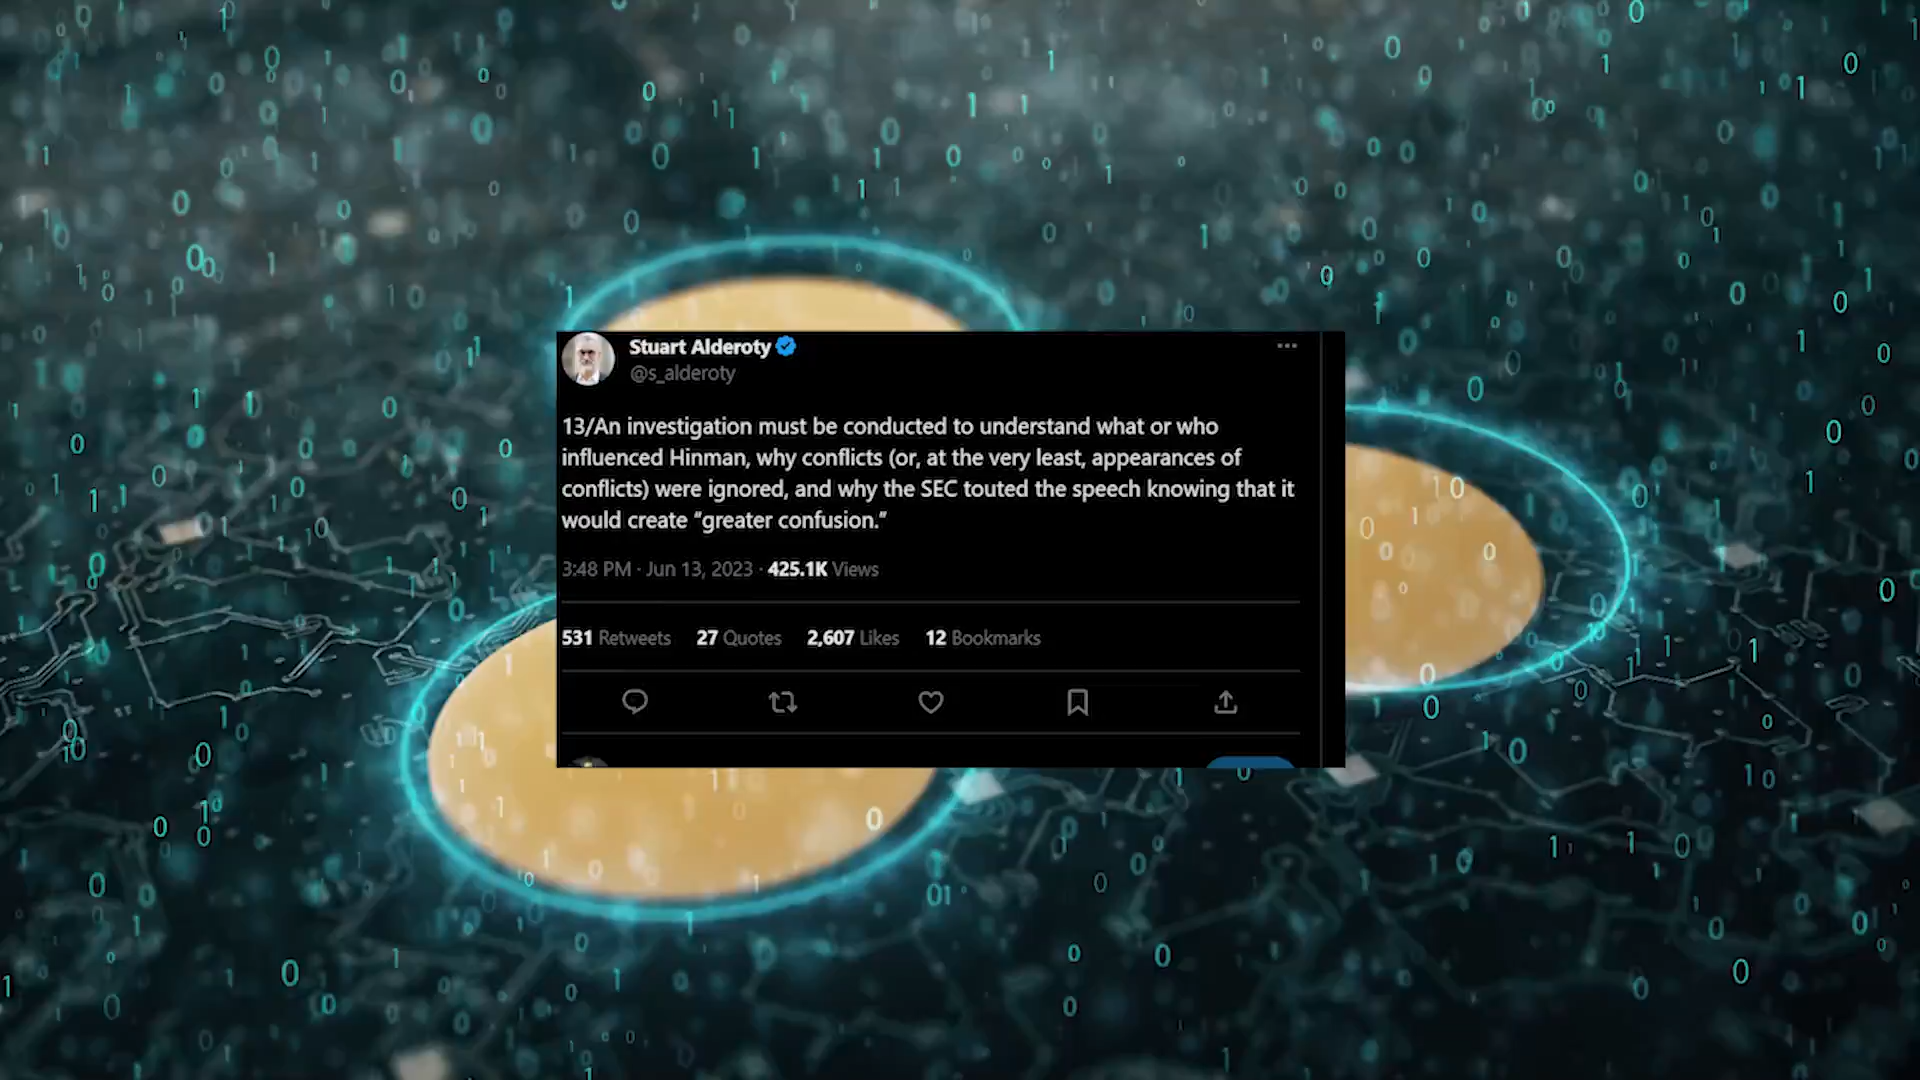 Stuart Alderoty
@s_alderoty
13/An investigation must be conducted to understand what or who
influenced Hinman, why conflicts (or, at the very least, appearances of
conflicts) were ignored, and why the SEC touted the speech knowing that it
would create “greater confusion.”
3:48 PM · Jun 13, 2023 · 425.1K Views
531 Retweets 27 Quotes 2,607 Likes 12 Bookmarks